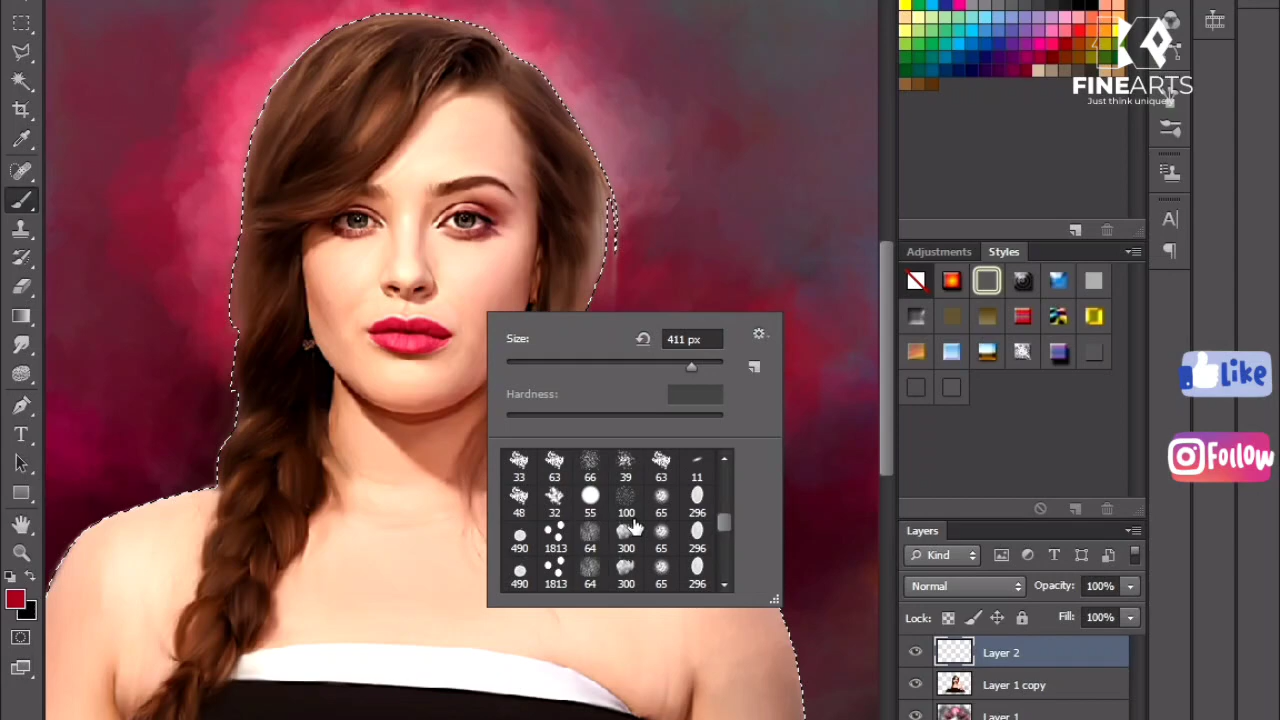 FINEARTS
Just think uniquely
Adjustments
Styles
Size:
411 px
Hardness:
33 63 66 39 63 11
48 32 55 100 65 296
490 1813 64 300 65 296
490 1813 64 300 65 296
Like
Follow
Layers
Kind
Normal
Opacity: 100%
Lock:
Fill: 100%
Layer 2
Layer 1 copy
Layer 1